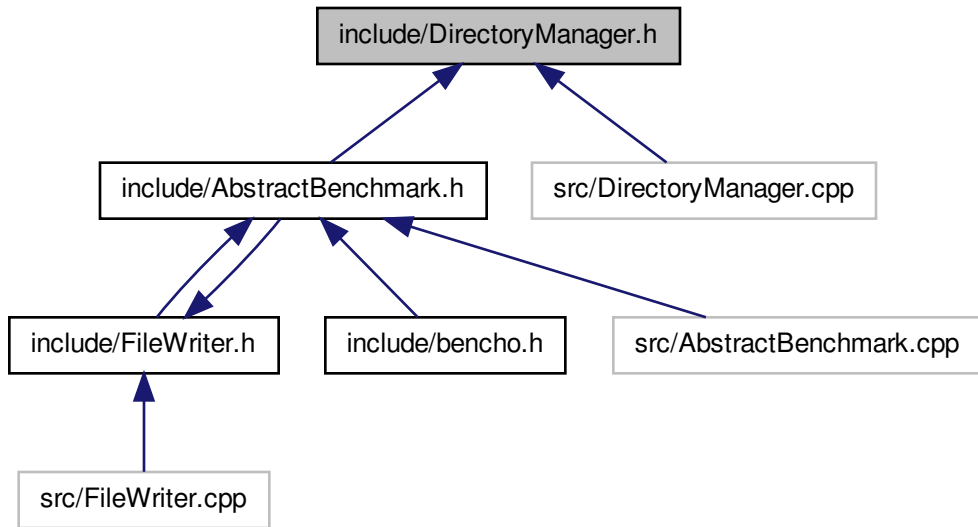 include/DirectoryManager.h
include/AbstractBenchmark.h
src/DirectoryManager.cpp
include/FileWriter.h
include/bencho.h
src/AbstractBenchmark.cpp
src/FileWriter.cpp